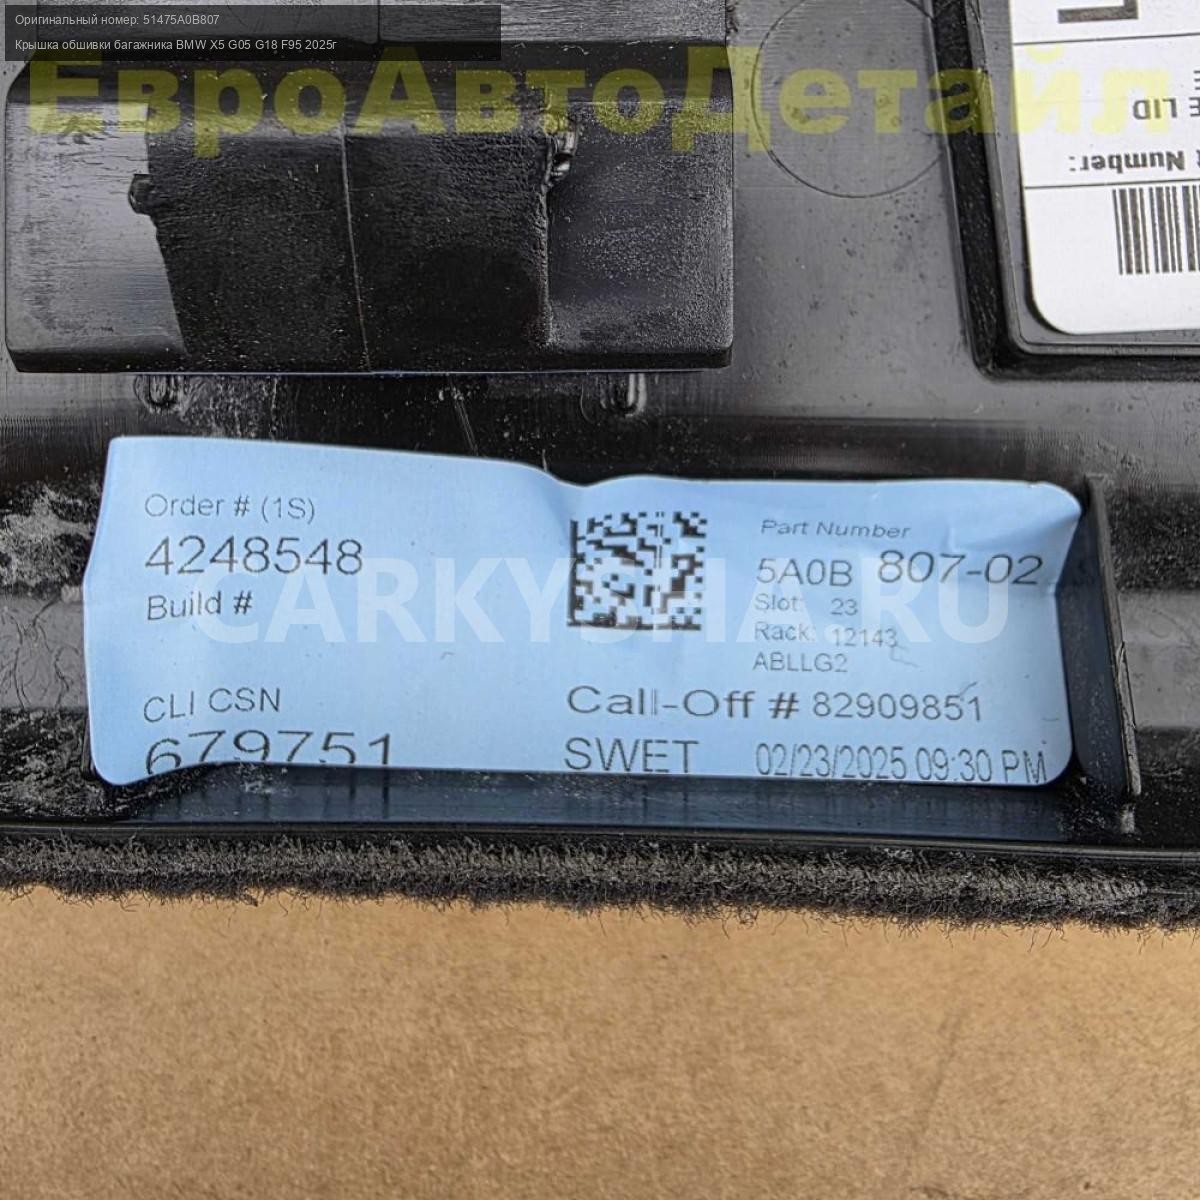 Оригинальный номер: 51475A0B807
Крышка обшивки багажника BMW X5 G05 G18 F95 2025г
ЕвроАвтоДетайл
E LID
Number:
Order # (1S)
4248548
Build #
CLI CSN
679751
Part Number
5A0B 807-02
Slot: 23
Rack: 12143
ABLLG2
Call-Off # 82909851
SWET 02/23/2025 09:30 PM
CARKYSHA.RU